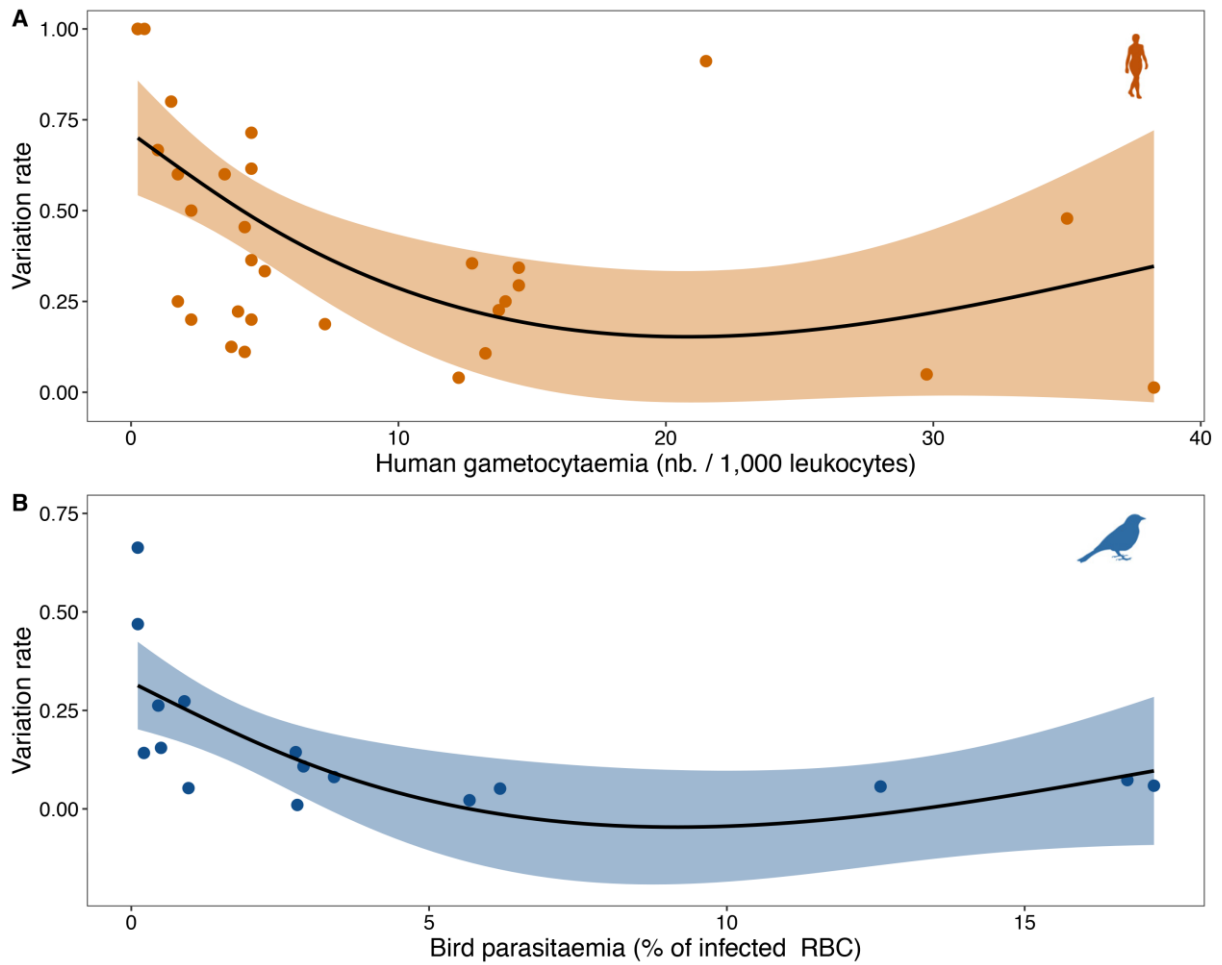 A
1.00
0.75
0.50
0.25
0.00
Variation rate
0 10 20 30 40
Human gametocytaemia (nb. / 1,000 leukocytes)
B
0.75
0.50
0.25
0.00
Variation rate
0 5 10 15
Bird parasitaemia (% of infected RBC)